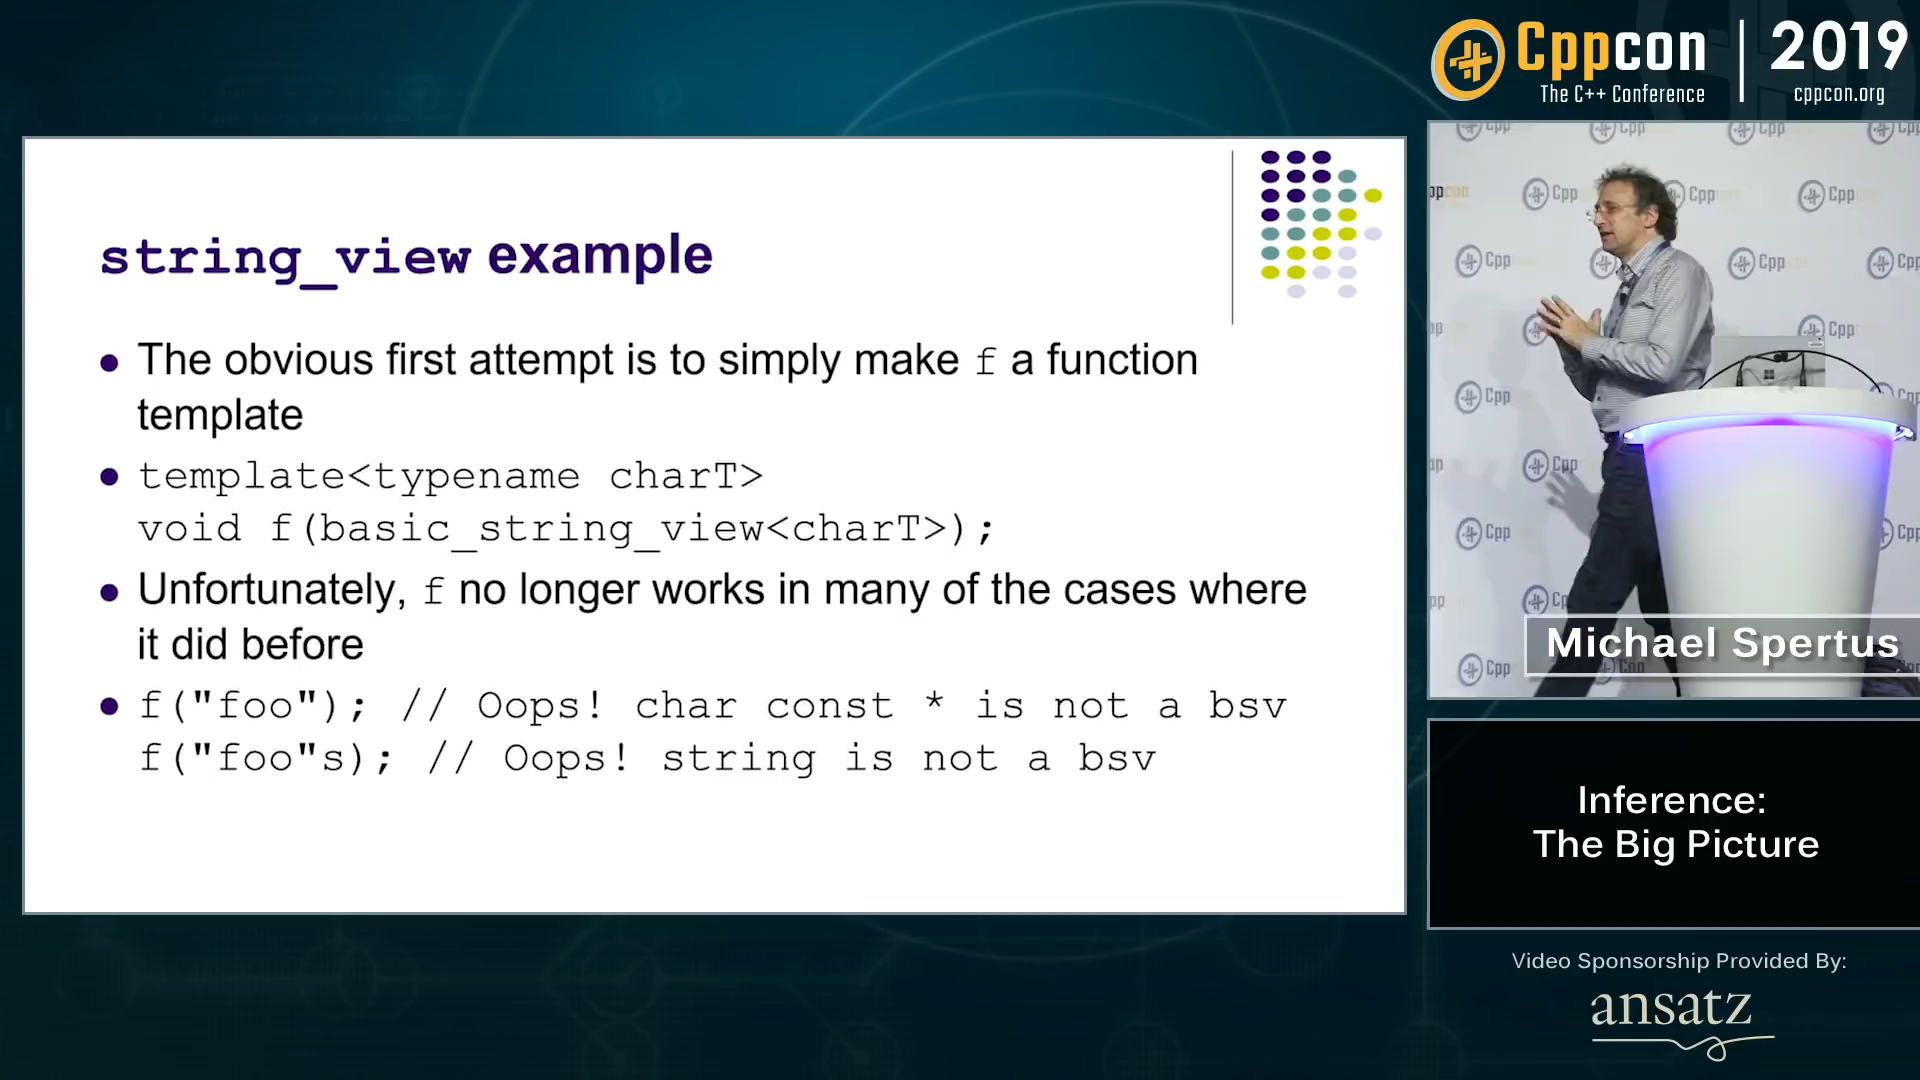 Cppcon
The C++ Conference
2019
cppcon.org
string_view example
The obvious first attempt is to simply make f a function
template
template<typename charT>
void f(basic_string_view<charT>);
Unfortunately, f no longer works in many of the cases where
it did before
f("foo"); // Oops! char const * is not a bsv
f("foo"s); // Oops! string is not a bsv
Michael Spertus
Inference:
The Big Picture
Video Sponsorship Provided By:
ansatz